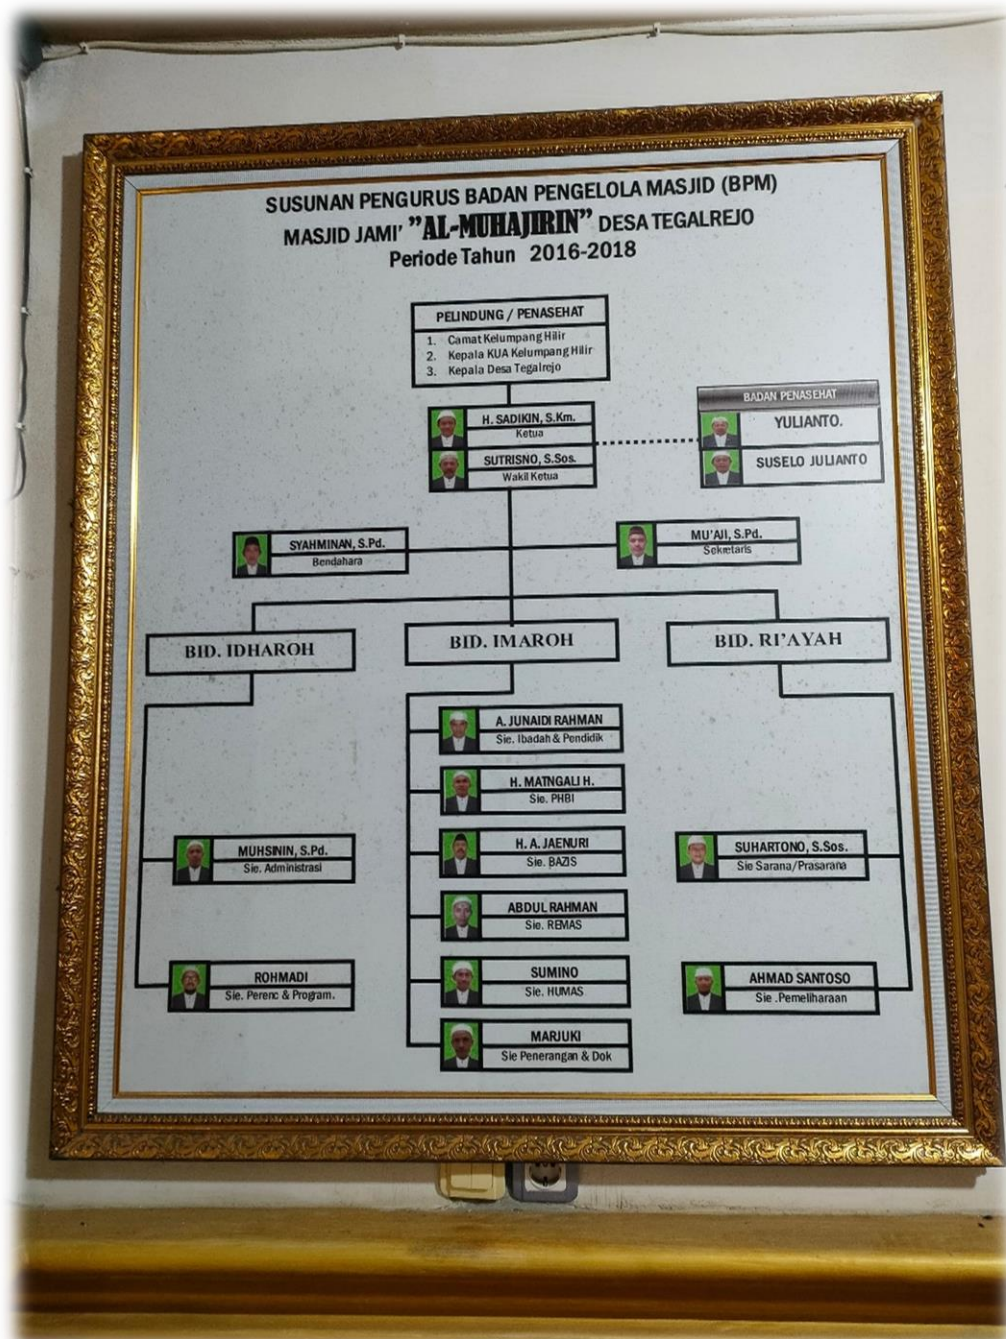 SUSUNAN PENGURUS BADAN PENGELOLA MASJID (BPM)
MASJID JAMI' "AL-MUHAJIRIN" DESA TEGALREJO
Periode Tahun 2016-2018
PELINDUNG / PENASEHAT
1. Camat Kelumpang Hilir
2. Kepala KUA Kelumpang Hilir
3. Kepala Desa Tegalrejo
H. SADIKIN, S.Km.
Ketua
SUTRISNO, S.Sos.
Wakil Ketua
BADAN PENASEHAT
YULIANTO.
SUSELO JULIANTO
SYAHMINAN, S.Pd.
Bendahara
MU'AJI, S.Pd.
Sekretaris
BID. IDHAROH
MUHSININ, S.Pd.
Sie. Administrasi
ROHMADI
Sie. Perenc & Program.
BID. IMAROH
A. JUNAIDI RAHMAN
Sie. Ibadah & Pendidik
H. MATNGALI H.
Sie. PHBI
H. A. JAENURI
Sie. BAZIS
ABDUL RAHMAN
Sie. REMAS
SUMINO
Sie. HUMAS
MARJUKI
Sie Penerangan & Dok
BID. RI'AYAH
SUHARTONO, S.Sos.
Sie Sarana/Prasarana
AHMAD SANTOSO
Sie .Pemeliharaan